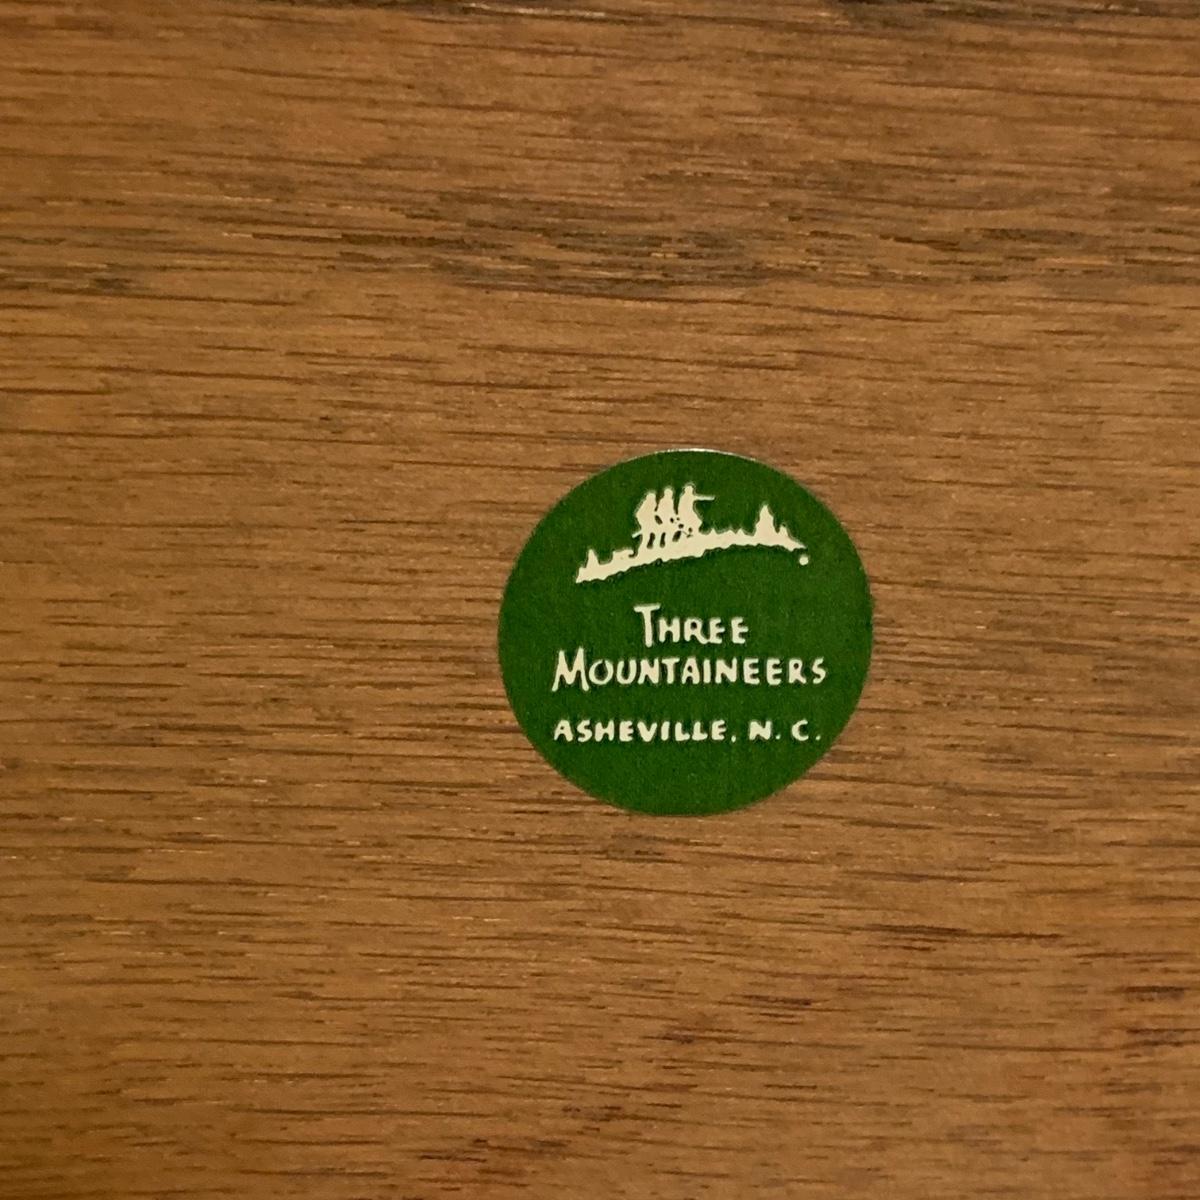 THREE
MOUNTAINEERS
ASHEVILLE, N. C.